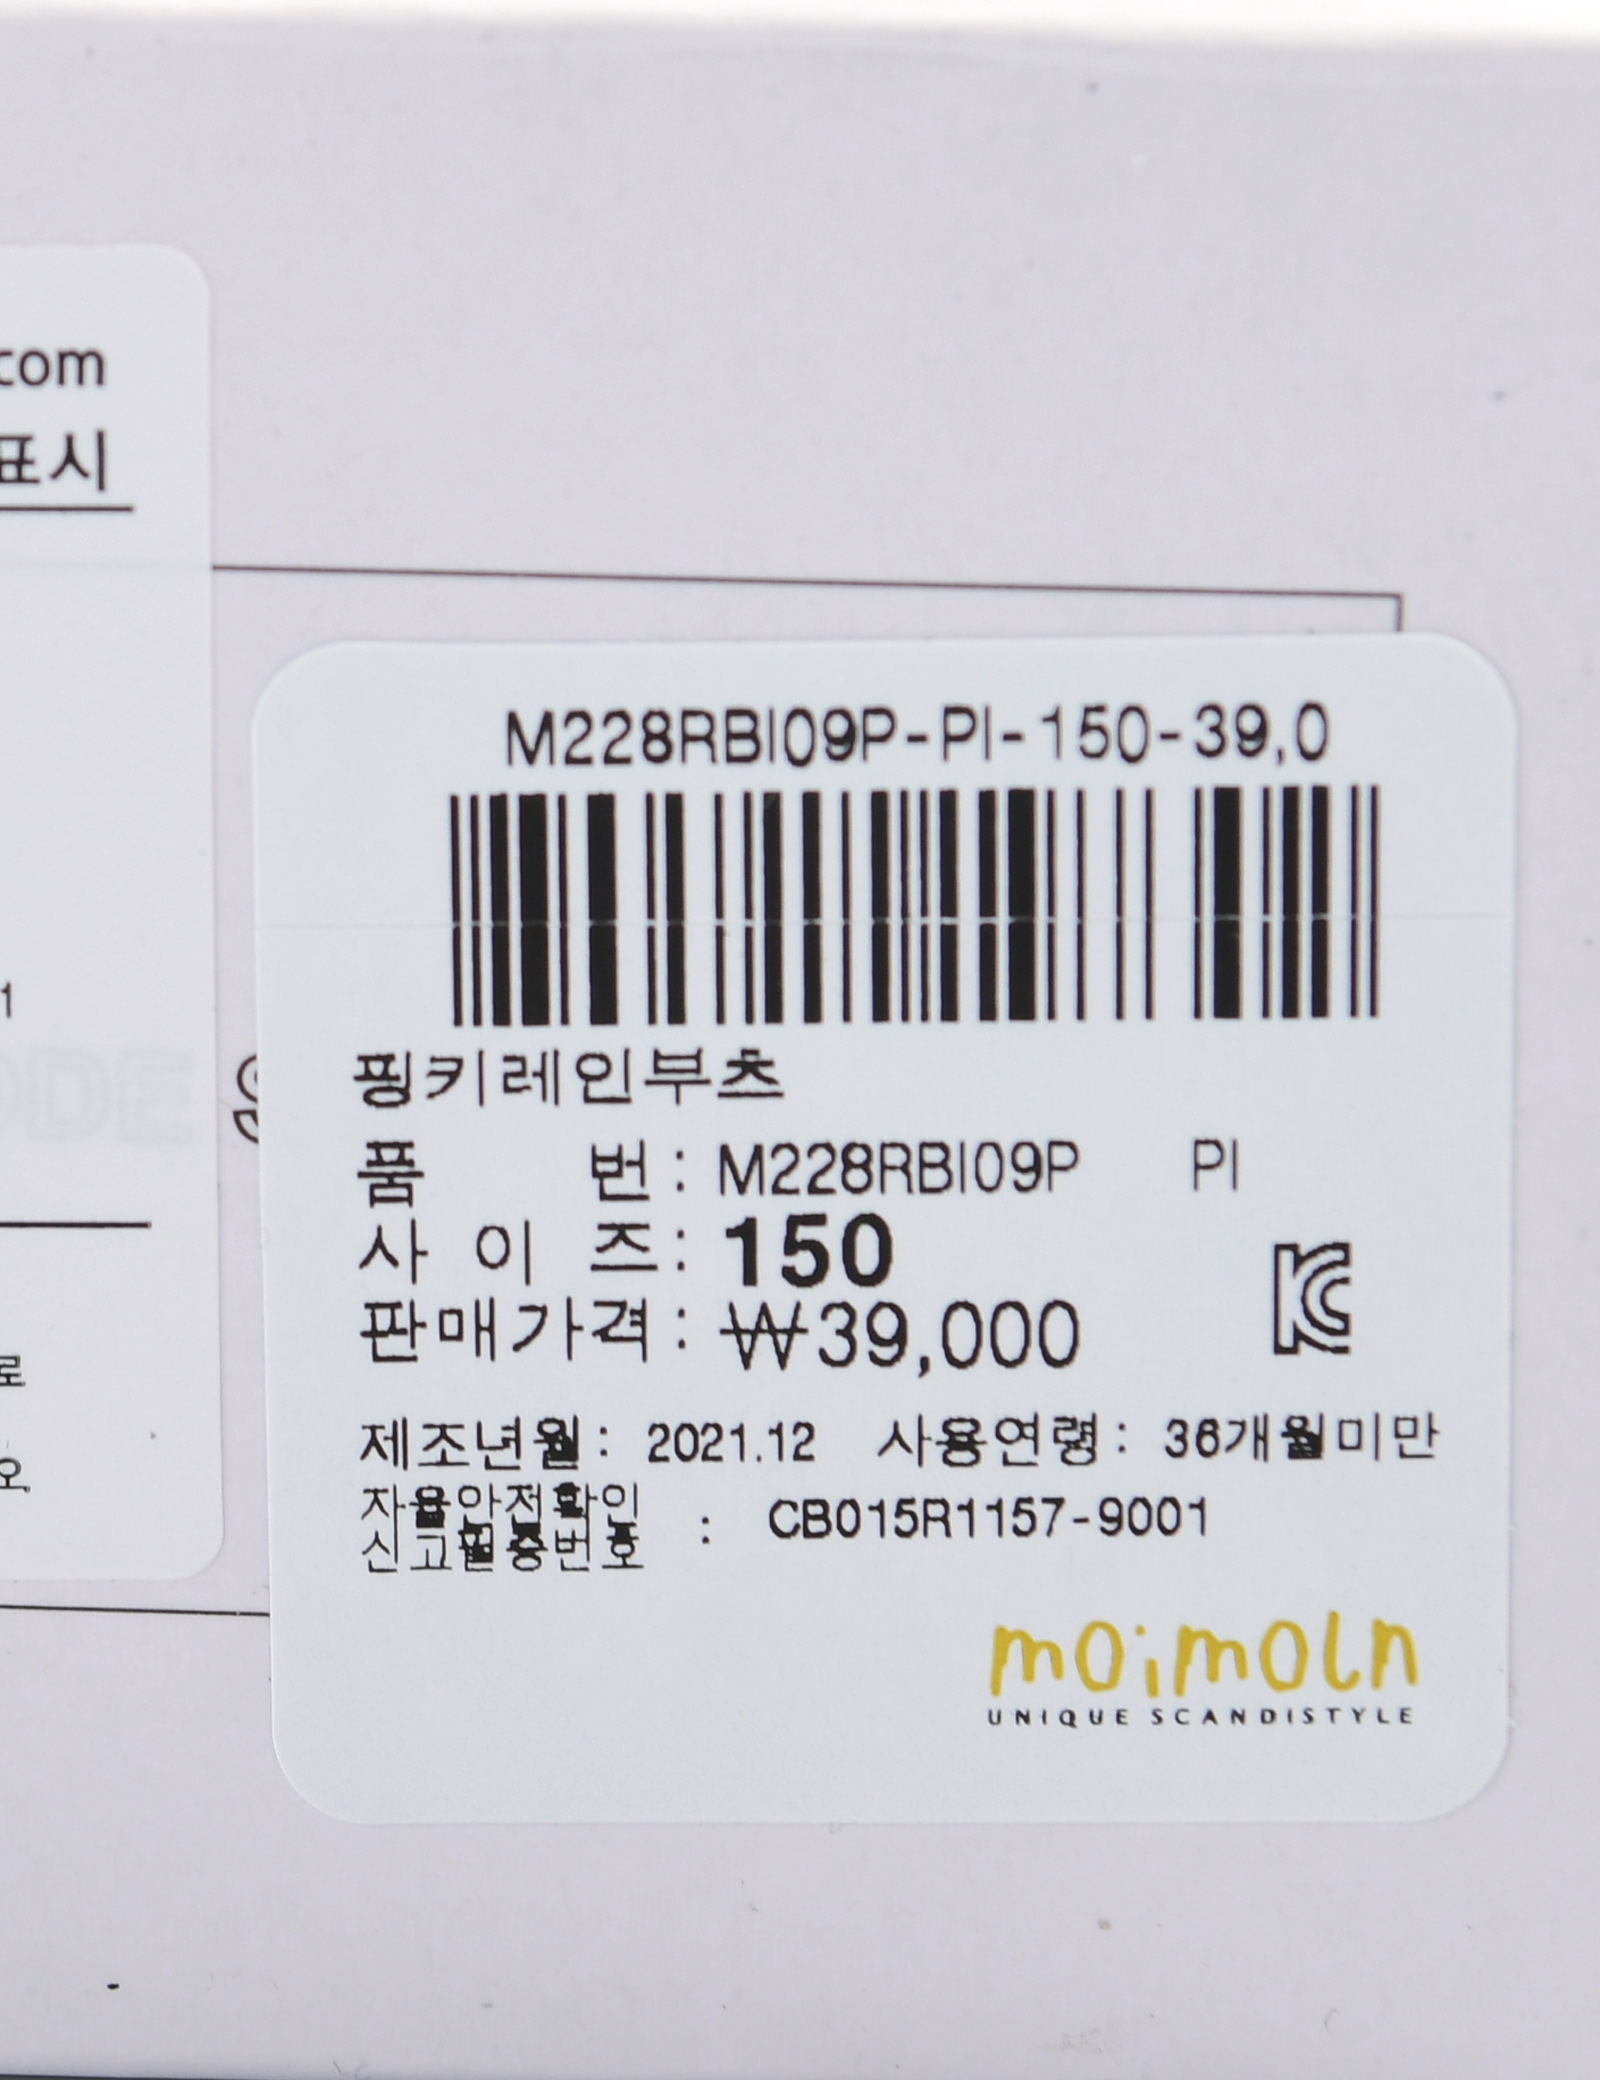 com
표시
1
로
오.
M228RBI09P-PI-150-39,0
핑키레인부츠
품 번 : M228RBI09P PI
사 이 즈 : 150
판매가격 : ₩39,000
제조년월 : 2021.12 사용연령 : 36개월미만
자율안전확인
신고필증번호 : CB015R1157-9001
moimoln
UNIQUE SCANDISTYLE